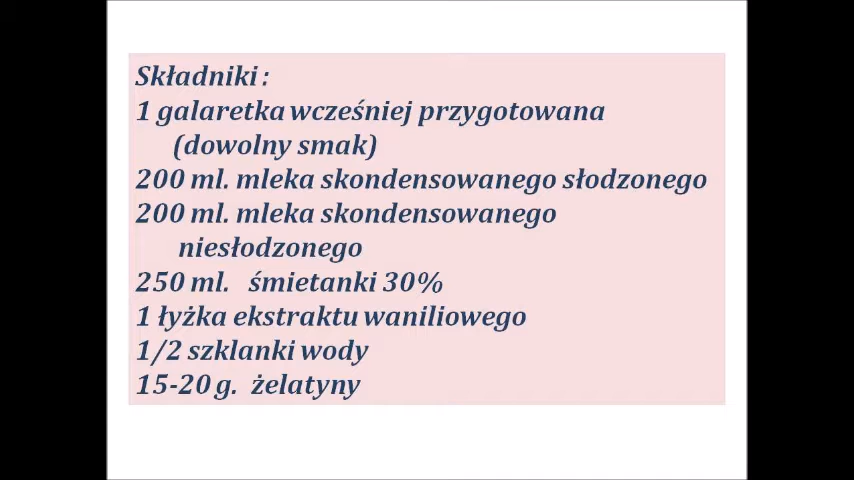 Składniki :
1 galaretka wcześniej przygotowana
(dowolny smak)
200 ml. mleka skondensowanego słodzonego
200 ml. mleka skondensowanego
niesłodzonego
250 ml. śmietanki 30%
1 łyżka ekstraktu waniliowego
1/2 szklanki wody
15-20 g. żelatyny